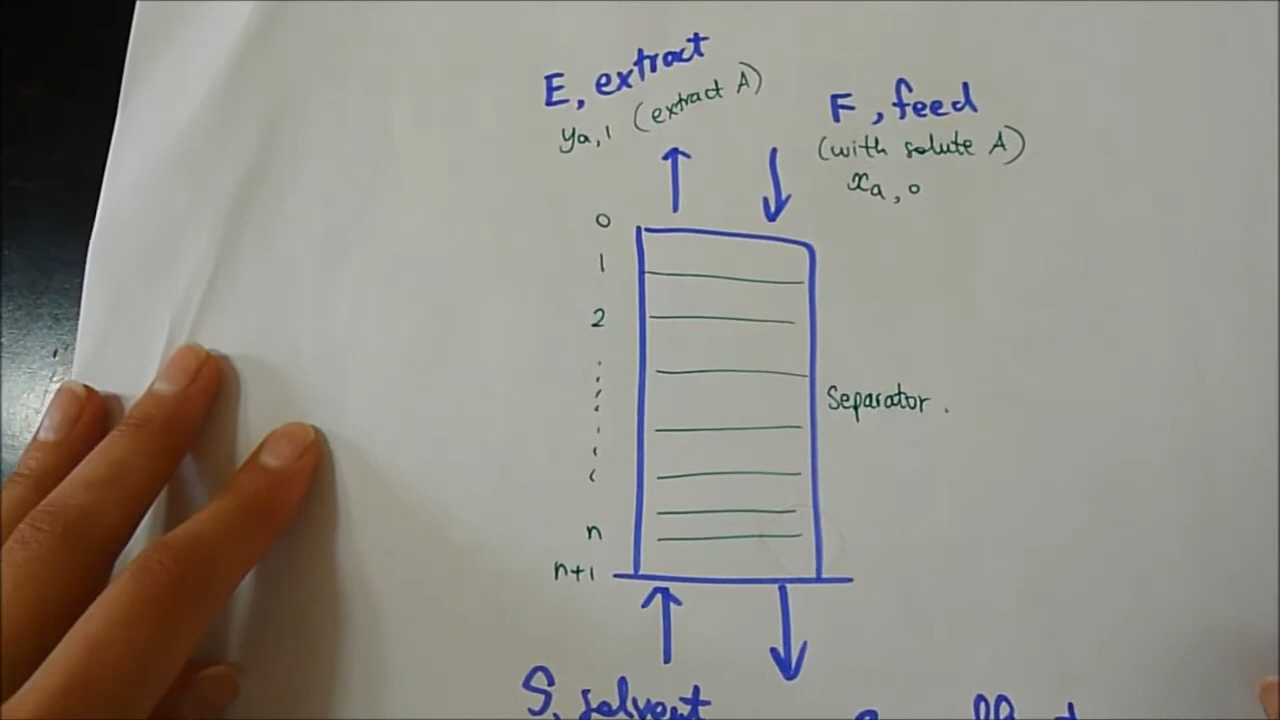 E, extract
ya, 1 (extract A)
F, feed
(with solute A)
xa, 0
0
1
2
Separator.
n
n+1
S, solvent